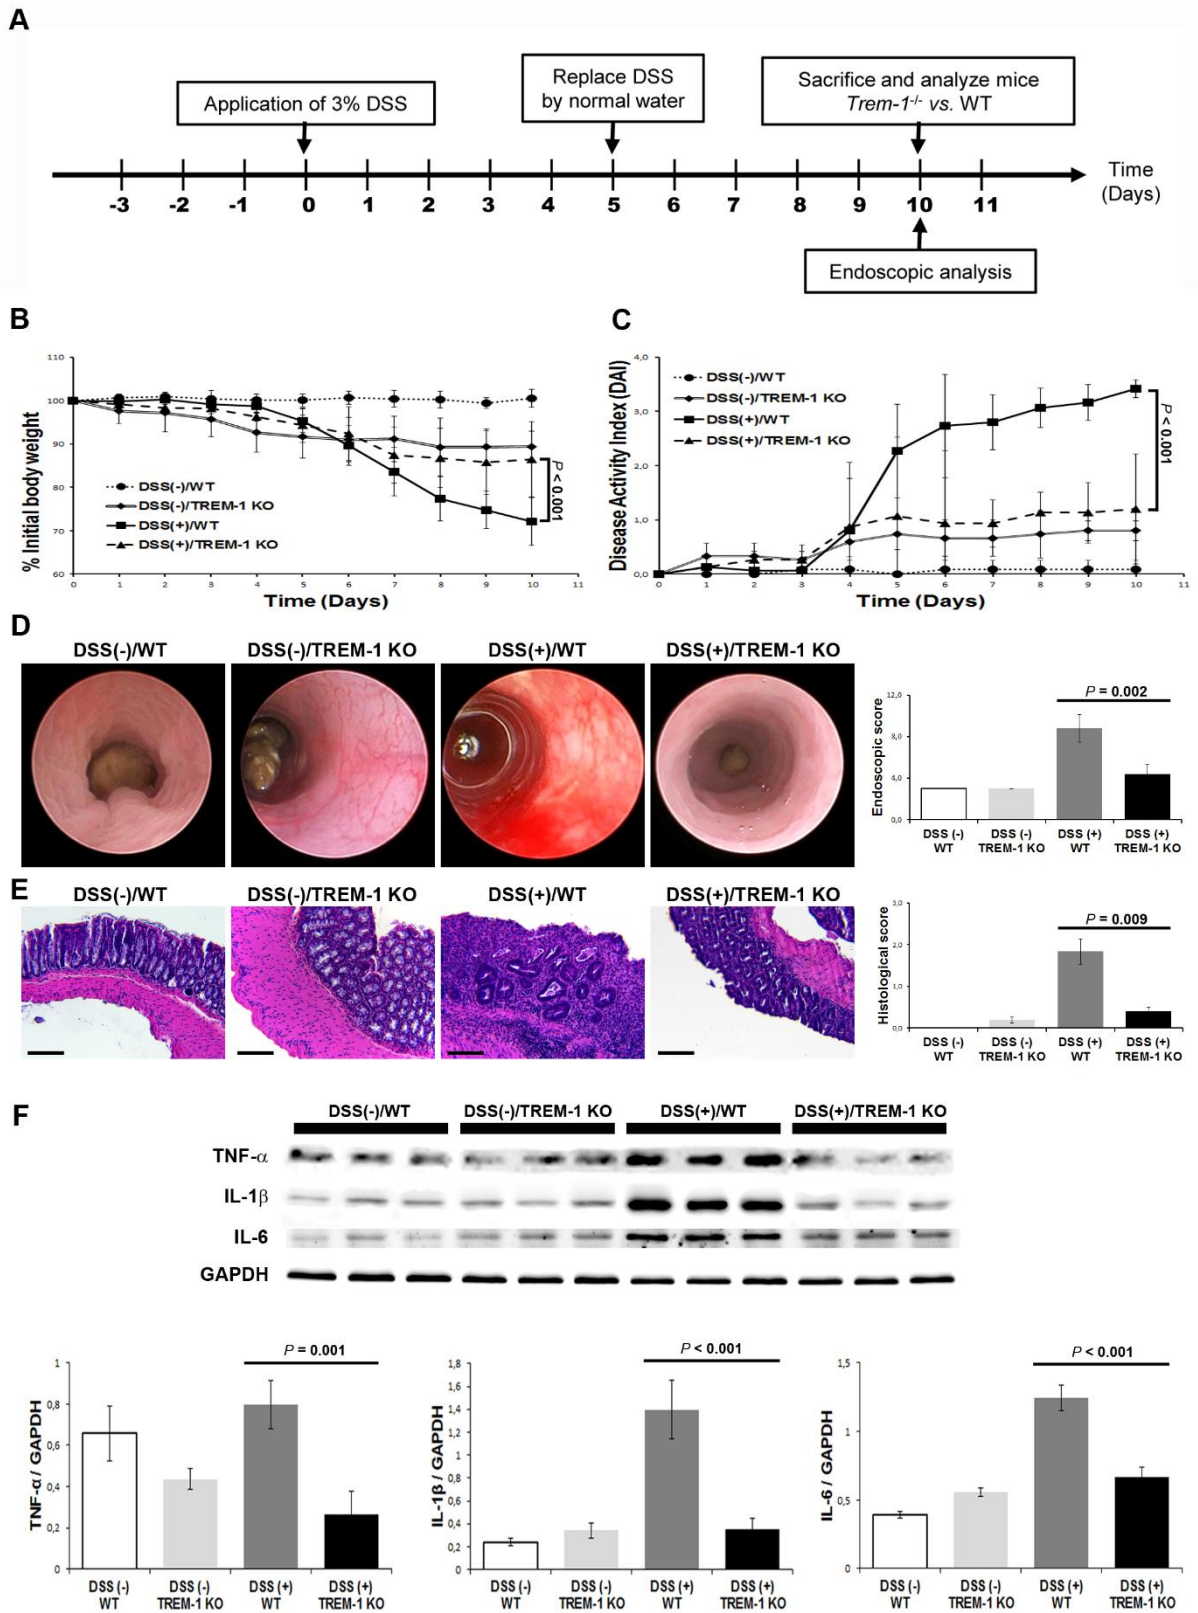 A
Application of 3% DSS
Replace DSS
by normal water
Sacrifice and analyze mice
Trem-1-/- vs. WT
-3 -2 -1 0 1 2 3 4 5 6 7 8 9 10 11
Time
(Days)
Endoscopic analysis
B
% Initial body weight
110
100
90
80
70
60
DSS(-)/WT
DSS(-)/TREM-1 KO
DSS(+)/WT
DSS(+)/TREM-1 KO
P < 0.001
0 1 2 3 4 5 6 7 8 9 10 11
Time (Days)
C
Disease Activity Index (DAI)
4,0
3,0
2,0
1,0
0,0
DSS(-)/WT
DSS(-)/TREM-1 KO
DSS(+)/WT
DSS(+)/TREM-1 KO
P < 0.001
0 1 2 3 4 5 6 7 8 9 10 11
Time (Days)
D
DSS(-)/WT DSS(-)/TREM-1 KO DSS(+)/WT DSS(+)/TREM-1 KO
Endoscopic score
12,0
8,0
4,0
0,0
P = 0.002
DSS (-) DSS (-) DSS (+) DSS (+)
WT TREM-1 KO WT TREM-1 KO
E
DSS(-)/WT DSS(-)/TREM-1 KO DSS(+)/WT DSS(+)/TREM-1 KO
Histological score
3,0
2,0
1,0
0,0
P = 0.009
DSS (-) DSS (-) DSS (+) DSS (+)
WT TREM-1 KO WT TREM-1 KO
F
DSS(-)/WT DSS(-)/TREM-1 KO DSS(+)/WT DSS(+)/TREM-1 KO
TNF-α
IL-1β
IL-6
GAPDH
TNF-α / GAPDH
1
0,8
0,6
0,4
0,2
0
P = 0.001
DSS (-) DSS (-) DSS (+) DSS (+)
WT TREM-1 KO WT TREM-1 KO
IL-1β / GAPDH
1,8
1,6
1,4
1,2
1
0,8
0,6
0,4
0,2
0
P < 0.001
DSS (-) DSS (-) DSS (+) DSS (+)
WT TREM-1 KO WT TREM-1 KO
IL-6 / GAPDH
1,5
1
0,5
0
P < 0.001
DSS (-) DSS (-) DSS (+) DSS (+)
WT TREM-1 KO WT TREM-1 KO